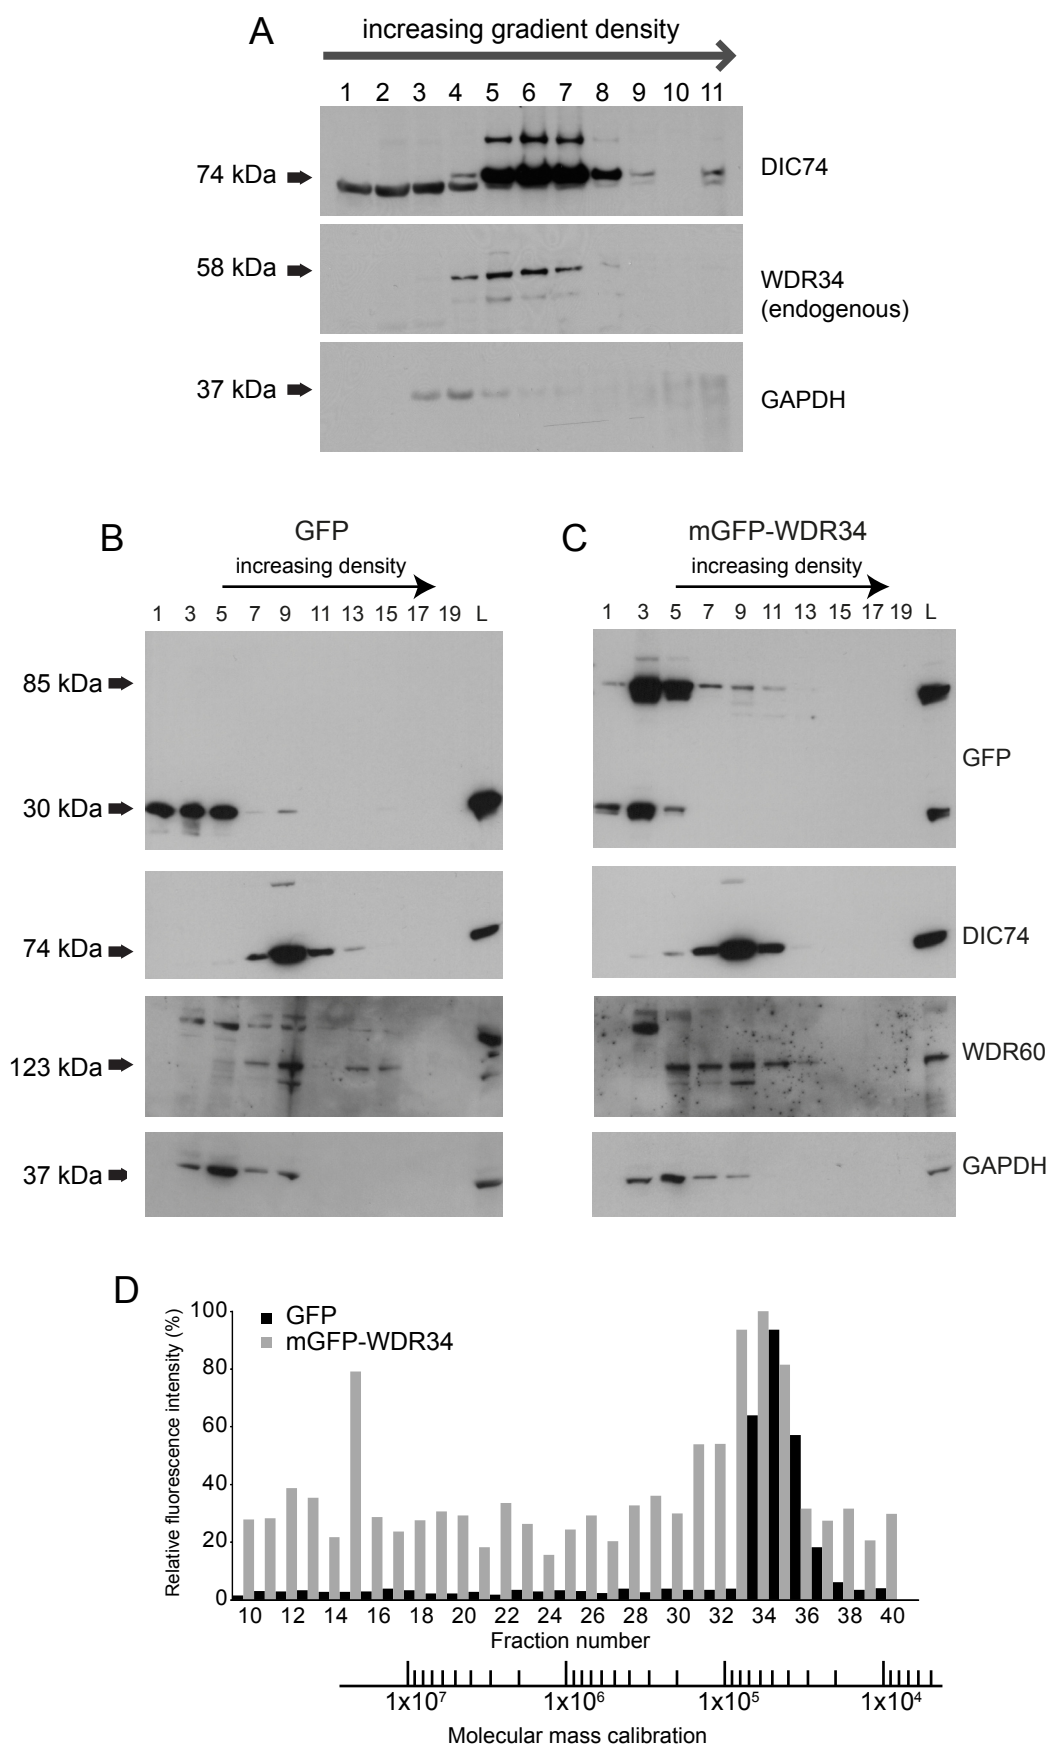 A
increasing gradient density
1 2 3 4 5 6 7 8 9 10 11
74 kDa
DIC74
58 kDa
WDR34
(endogenous)
37 kDa
GAPDH
B
GFP
increasing density
1 3 5 7 9 11 13 15 17 19 L
85 kDa
30 kDa
74 kDa
123 kDa
37 kDa
C
mGFP-WDR34
increasing density
1 3 5 7 9 11 13 15 17 19 L
GFP
DIC74
WDR60
GAPDH
D
Relative fluorescence intensity (%)
100
80
60
40
20
0
GFP
mGFP-WDR34
10 12 14 16 18 20 22 24 26 28 30 32 34 36 38 40
Fraction number
1x10⁷ 1x10⁶ 1x10⁵ 1x10⁴
Molecular mass calibration